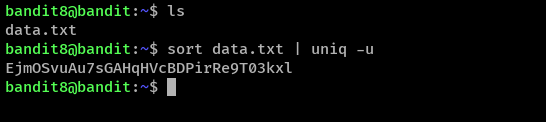 bandit8@bandit:~$ ls
data.txt
bandit8@bandit:~$ sort data.txt | uniq -u
EjmOSvuAu7sGAHqHVcBDPirRe9T03kxl
bandit8@bandit:~$